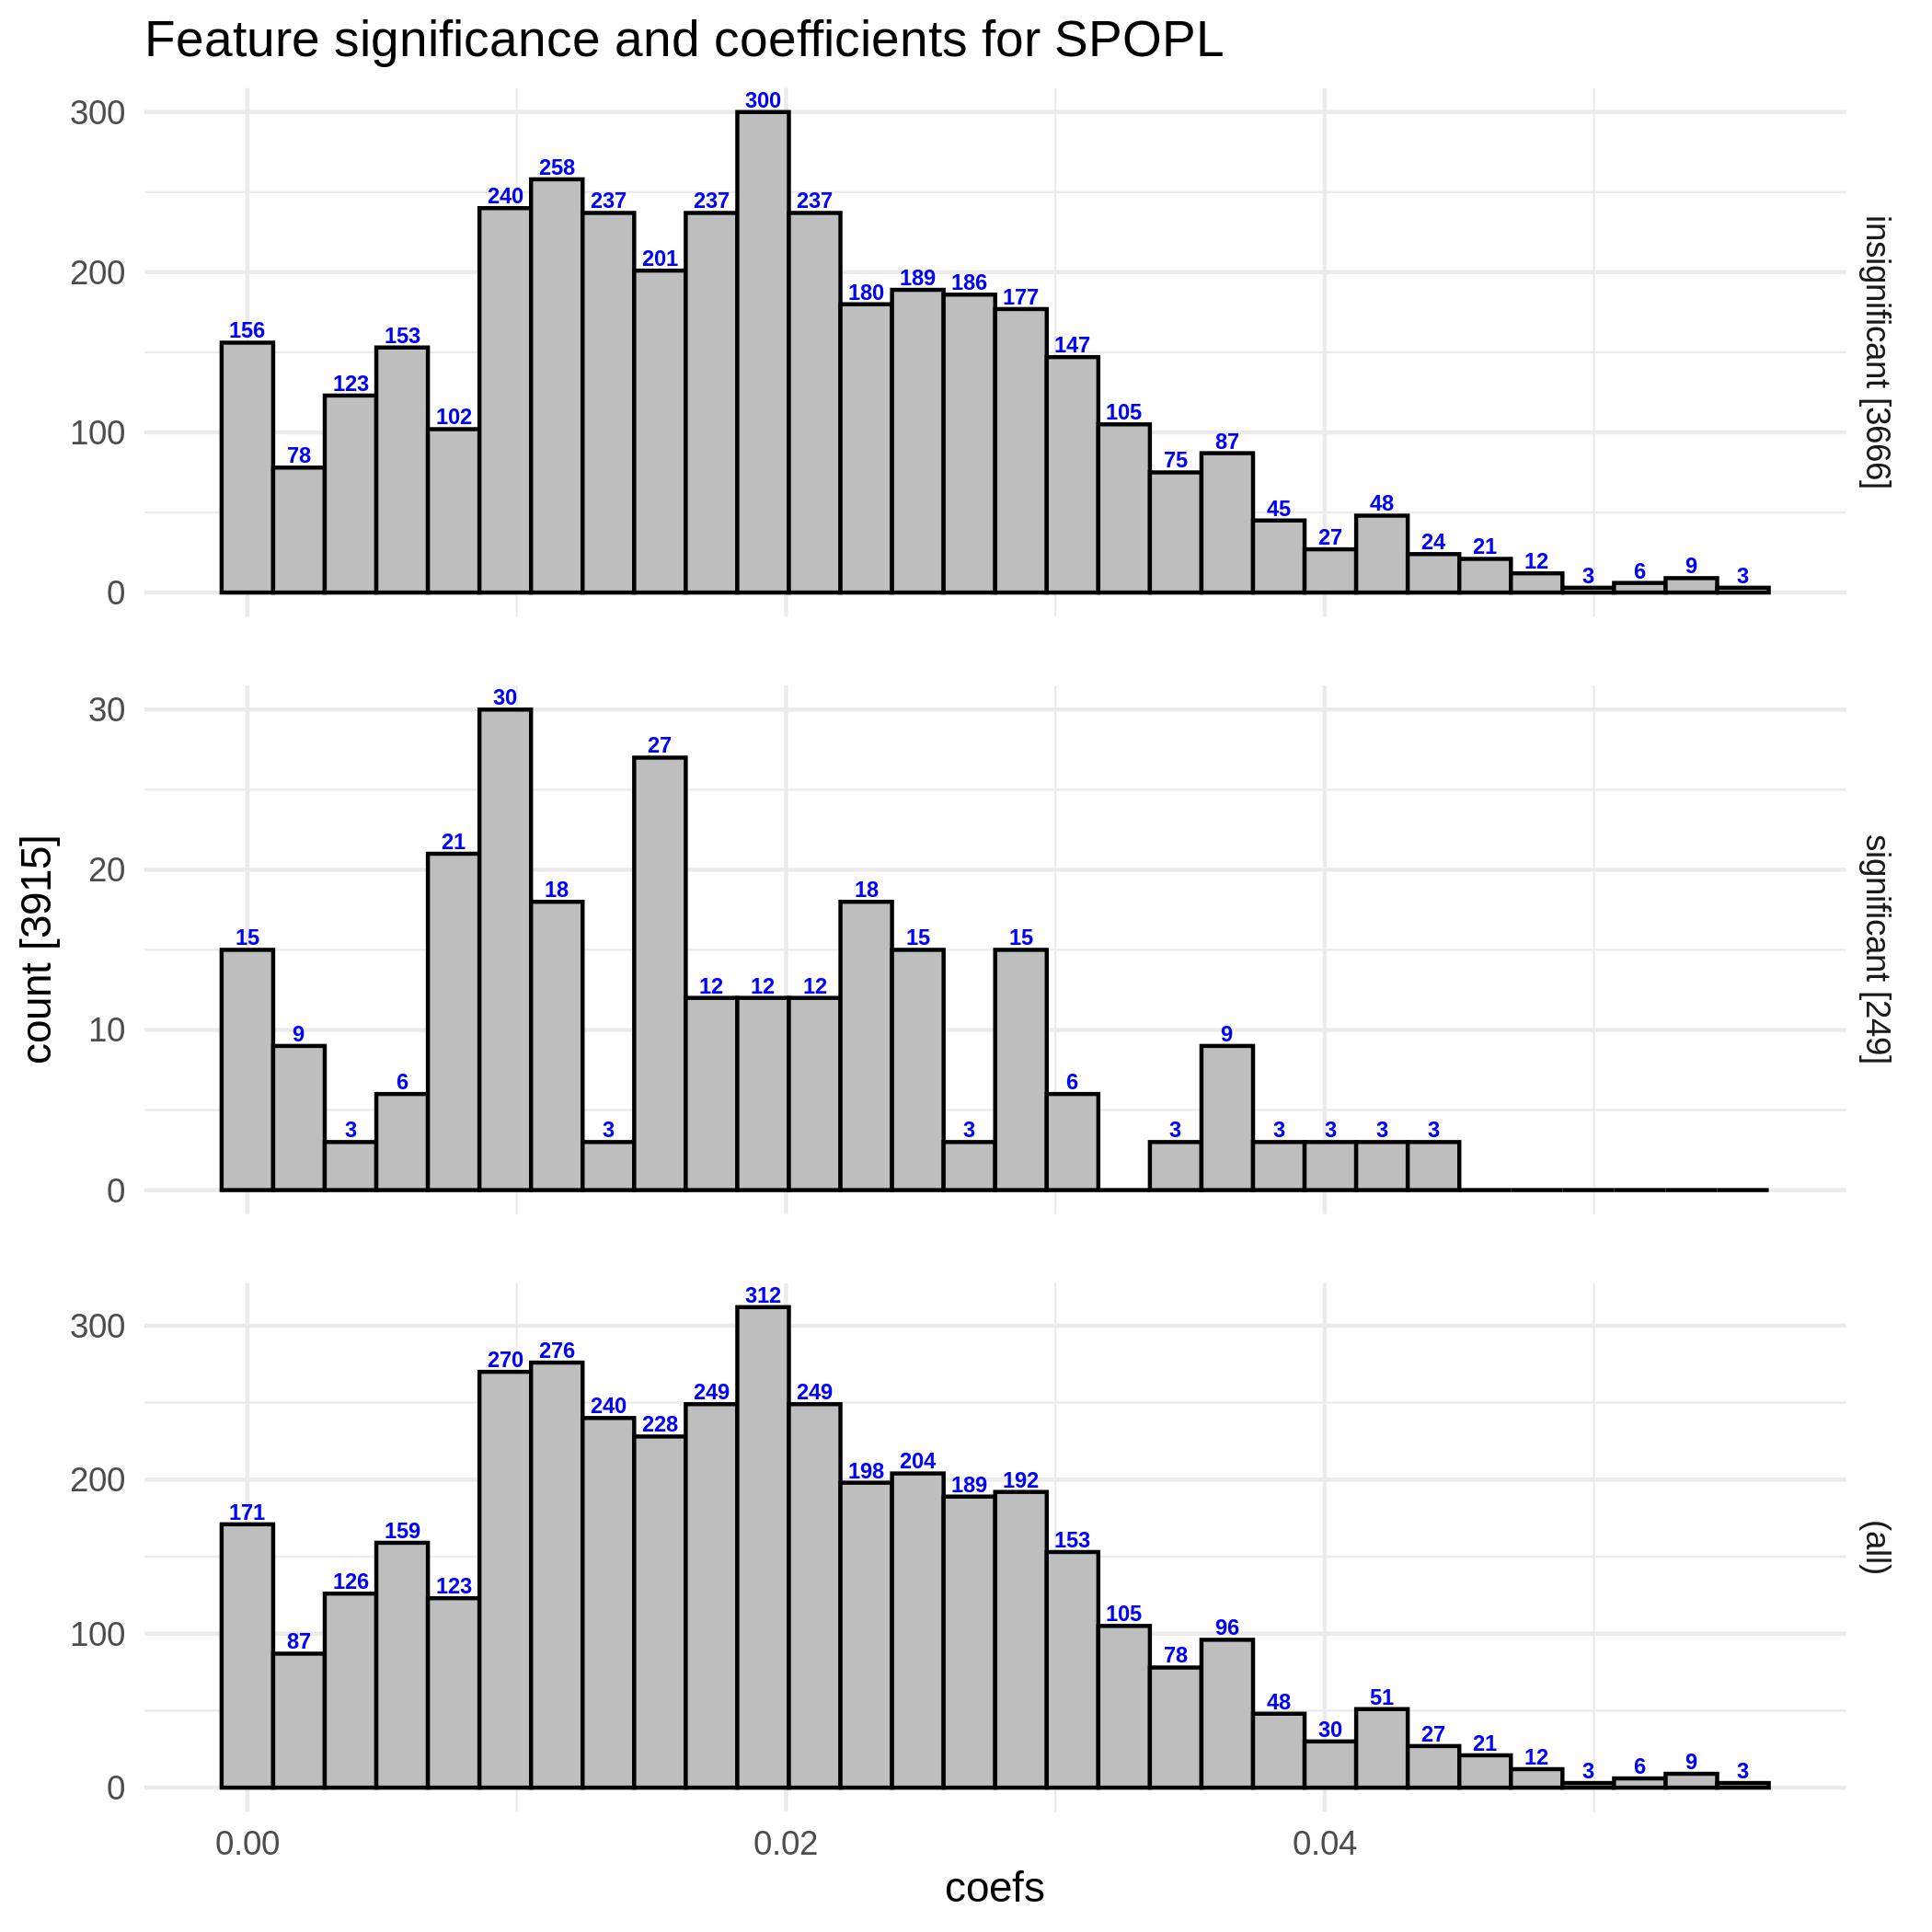 Feature significance and coefficients for SPOPL
300
200
100
0
156 78 123 153 102 240 258 237 201 237 300 237 180 189 186 177 147 105 75 87 45 27 48 24 21 12 3 6 9 3
insignificant [3666]
count [3915]
30
20
10
0
15 9 3 6 21 30 18 3 27 12 12 12 18 15 3 15 6 3 9 3 3 3 3
significant [249]
300
200
100
0
171 87 126 159 123 270 276 240 228 249 312 249 198 204 189 192 153 105 78 96 48 30 51 27 21 12 3 6 9 3
(all)
0.00 0.02 0.04
coefs